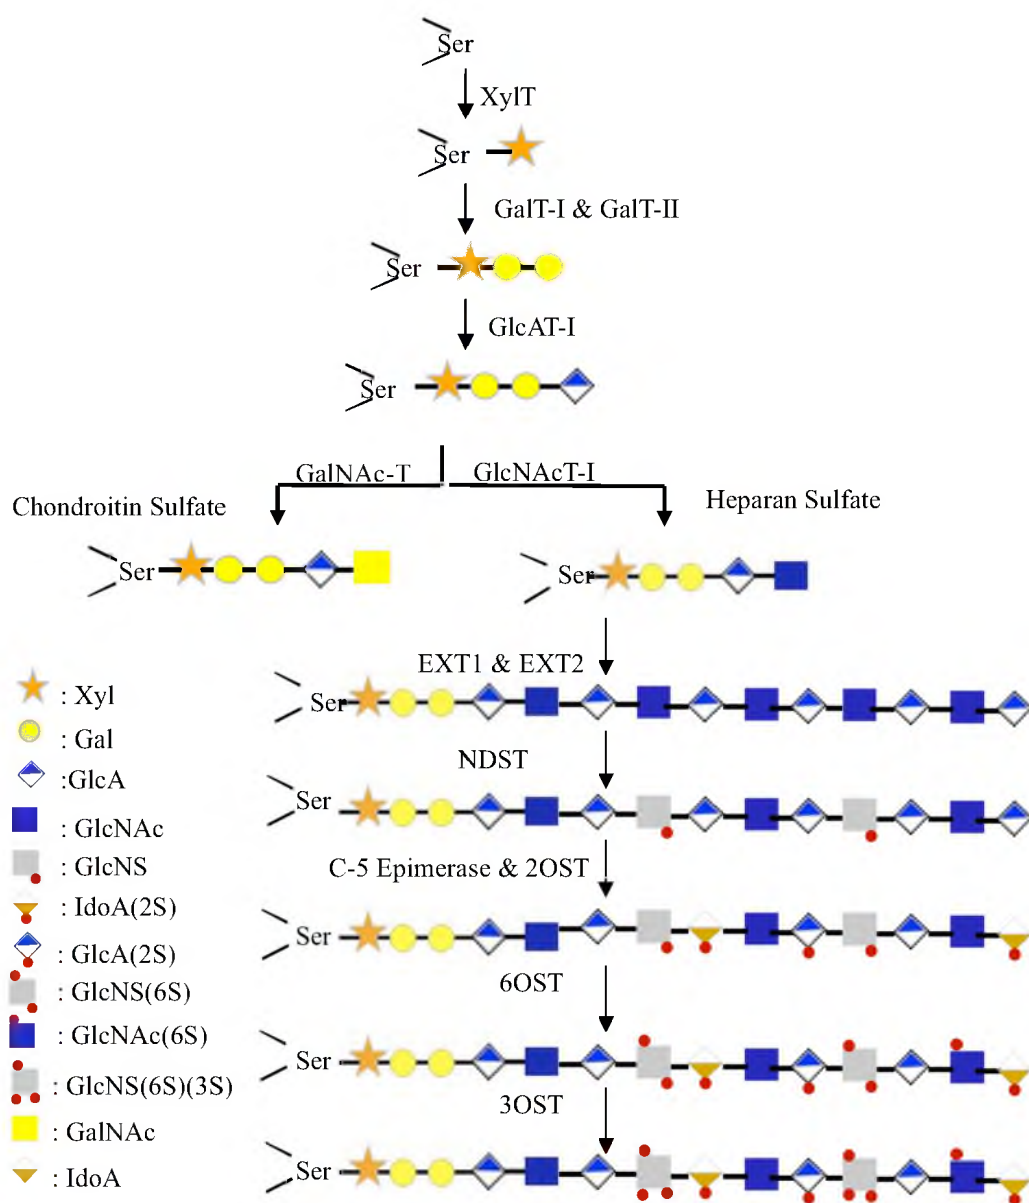 Ser
XylT
Ser
GalT-I & GalT-II
Ser
GlcAT-I
Ser
GalNAc-T
GlcNAcT-I
Chondroitin Sulfate
Heparan Sulfate
Ser
Ser
EXT1 & EXT2
Ser
NDST
Ser
C-5 Epimerase & 2OST
Ser
6OST
Ser
3OST
Ser
: Xyl
: Gal
:GlcA
: GlcNAc
: GlcNS
: IdoA(2S)
: GlcA(2S)
: GlcNS(6S)
: GlcNAc(6S)
: GlcNS(6S)(3S)
: GalNAc
: IdoA